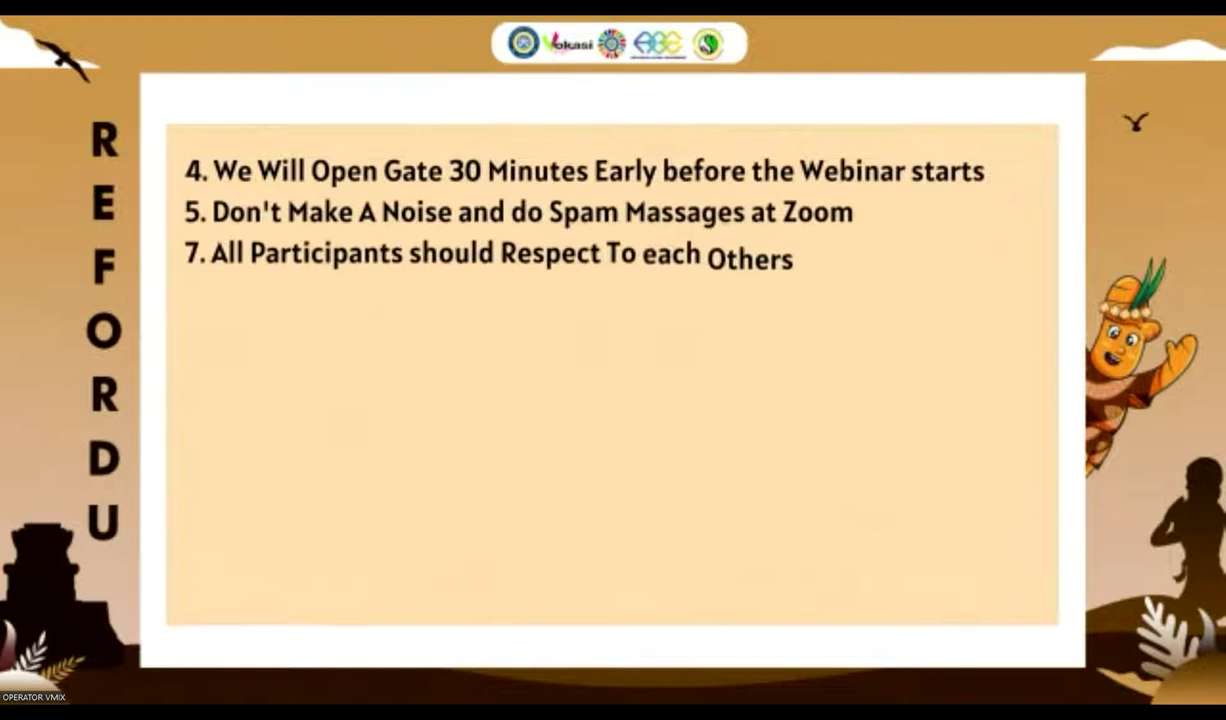 Vokasi
R
E
F
O
R
D
U
4. We Will Open Gate 30 Minutes Early before the Webinar starts
5. Don't Make A Noise and do Spam Massages at Zoom
7. All Participants should Respect To each Others
OPERATOR VMIX